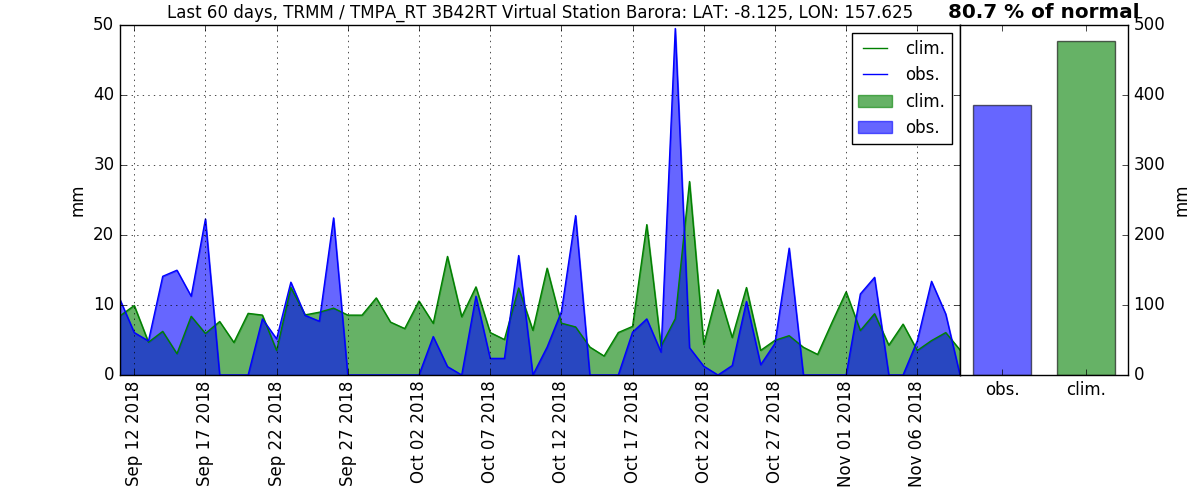 Last 60 days, TRMM / TMPA_RT 3B42RT Virtual Station Barora: LAT: -8.125, LON: 157.625
80.7 % of normal
50
40
30
20
10
0
mm
clim.
obs.
clim.
obs.
500
400
300
200
100
0
mm
obs.
clim.
Sep 12 2018
Sep 17 2018
Sep 22 2018
Sep 27 2018
Oct 02 2018
Oct 07 2018
Oct 12 2018
Oct 17 2018
Oct 22 2018
Oct 27 2018
Nov 01 2018
Nov 06 2018